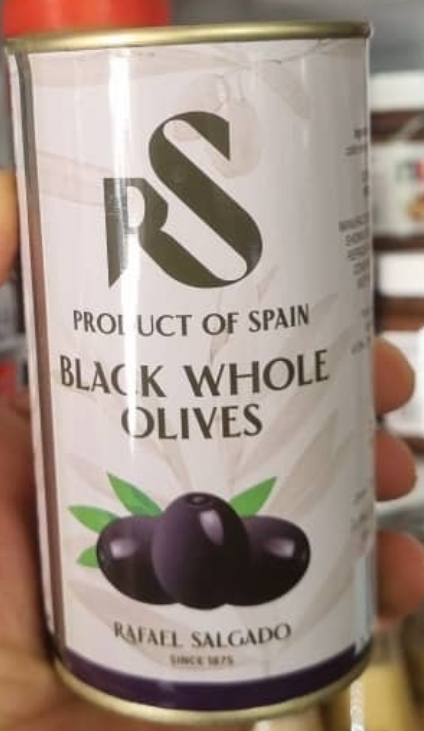 RS
PRODUCT OF SPAIN
BLACK WHOLE
OLIVES
RAFAEL SALGADO
SINCE 1875